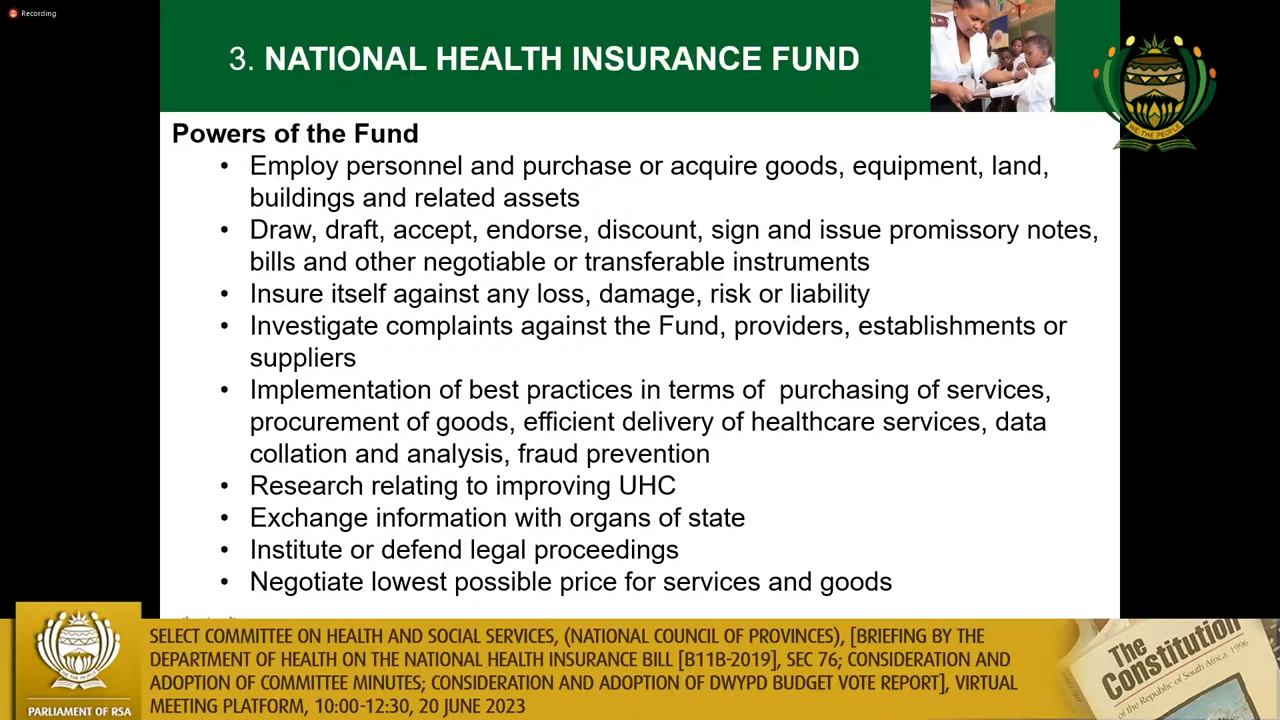 Recording
3. NATIONAL HEALTH INSURANCE FUND
WE, THE PEOPLE
Powers of the Fund
• Employ personnel and purchase or acquire goods, equipment, land,
buildings and related assets
• Draw, draft, accept, endorse, discount, sign and issue promissory notes,
bills and other negotiable or transferable instruments
• Insure itself against any loss, damage, risk or liability
• Investigate complaints against the Fund, providers, establishments or
suppliers
• Implementation of best practices in terms of  purchasing of services,
procurement of goods, efficient delivery of healthcare services, data
collation and analysis, fraud prevention
• Research relating to improving UHC
• Exchange information with organs of state
• Institute or defend legal proceedings
• Negotiate lowest possible price for services and goods
PARLIAMENT OF RSA
SELECT COMMITTEE ON HEALTH AND SOCIAL SERVICES, (NATIONAL COUNCIL OF PROVINCES), [BRIEFING BY THE
DEPARTMENT OF HEALTH ON THE NATIONAL HEALTH INSURANCE BILL [B11B-2019], SEC 76; CONSIDERATION AND
ADOPTION OF COMMITTEE MINUTES; CONSIDERATION AND ADOPTION OF DWYPD BUDGET VOTE REPORT], VIRTUAL
MEETING PLATFORM, 10:00-12:30, 20 JUNE 2023
The
Constitution
of the Republic of South Africa, 1996